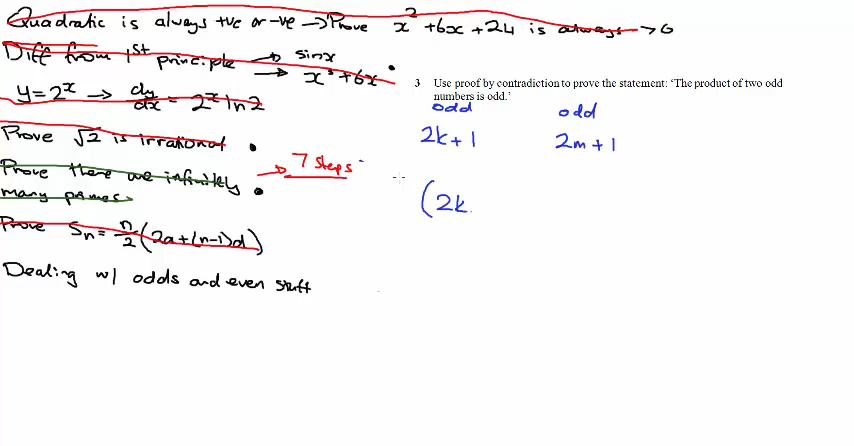 Quadratic is always +ve or -ve → Prove x² + 6x + 24 is always > 0
Diff from 1st principle → sinx
→ x³ + 6x
y = 2ˣ → dy/dx = 2ˣ ln 2
Prove √2 is irrational
Prove there are infinitely
many primes
→ 7 steps
Prove Sn = n/2 (2a + (n-1)d)
Dealing w/ odds and even stuff
3 Use proof by contradiction to prove the statement: 'The product of two odd
numbers is odd.'
odd odd
2k + 1 2m + 1
(2k